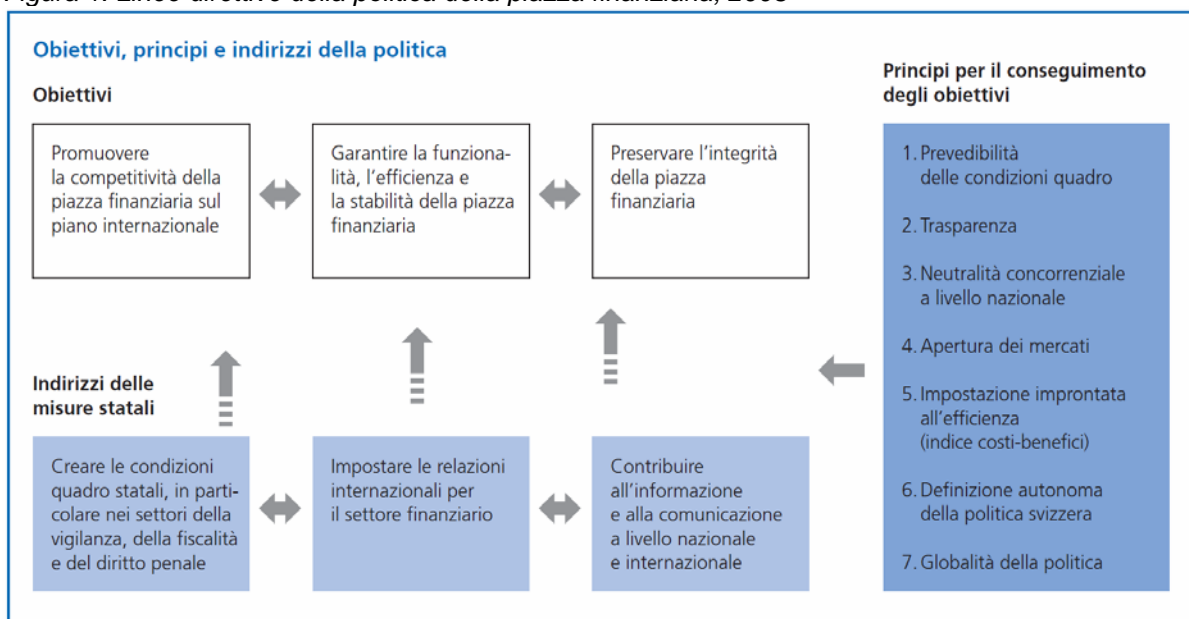 Obiettivi, principi e indirizzi della politica
Obiettivi
Promuovere
la competitività della
piazza finanziaria sul
piano internazionale
Garantire la funziona-
lità, l'efficienza e
la stabilità della piazza
finanziaria
Preservare l'integrità
della piazza
finanziaria
Indirizzi delle
misure statali
Creare le condizioni
quadro statali, in parti-
colare nei settori della
vigilanza, della fiscalità
e del diritto penale
Impostare le relazioni
internazionali per
il settore finanziario
Contribuire
all'informazione
e alla comunicazione
a livello nazionale
e internazionale
Principi per il conseguimento
degli obiettivi
1. Prevedibilità
delle condizioni quadro
2. Trasparenza
3. Neutralità concorrenziale
a livello nazionale
4. Apertura dei mercati
5. Impostazione improntata
all'efficienza
(indice costi-benefici)
6. Definizione autonoma
della politica svizzera
7. Globalità della politica